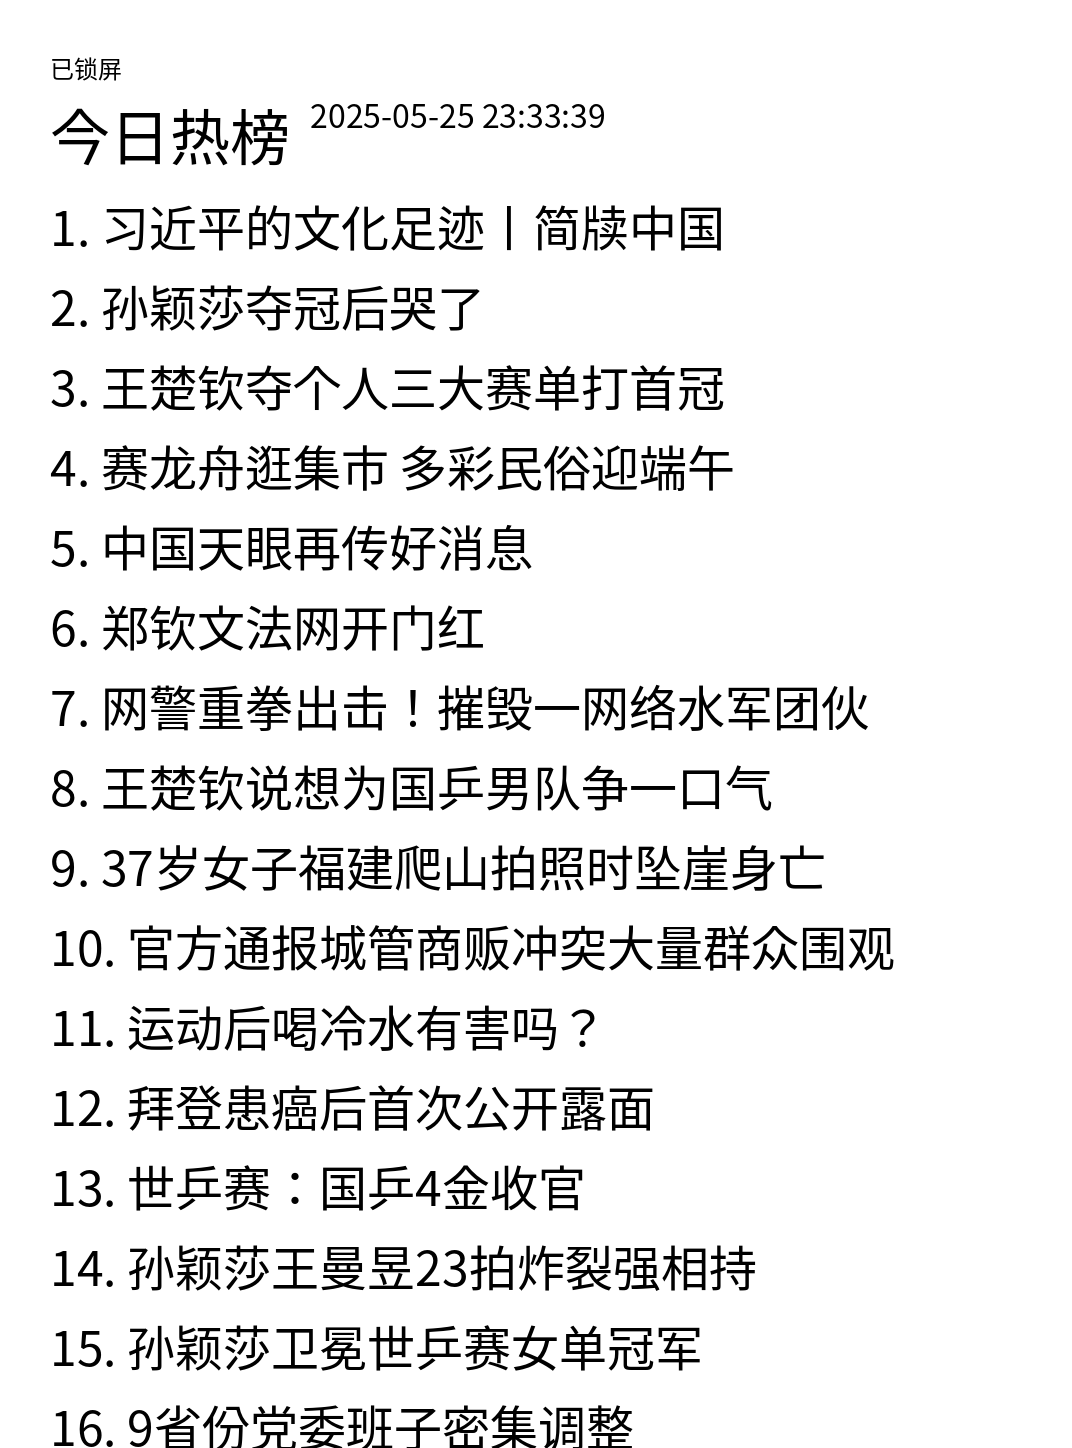 已锁屏
今日热榜 2025-05-25 23:33:39
1. 习近平的文化足迹丨简牍中国
2. 孙颖莎夺冠后哭了
3. 王楚钦夺个人三大赛单打首冠
4. 赛龙舟逛集市 多彩民俗迎端午
5. 中国天眼再传好消息
6. 郑钦文法网开门红
7. 网警重拳出击！摧毁一网络水军团伙
8. 王楚钦说想为国乒男队争一口气
9. 37岁女子福建爬山拍照时坠崖身亡
10. 官方通报城管商贩冲突大量群众围观
11. 运动后喝冷水有害吗？
12. 拜登患癌后首次公开露面
13. 世乒赛：国乒4金收官
14. 孙颖莎王曼昱23拍炸裂强相持
15. 孙颖莎卫冕世乒赛女单冠军
16. 9省份党委班子密集调整